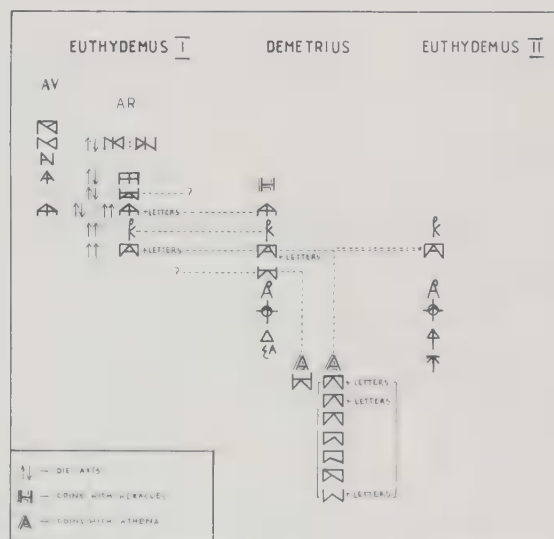 EUTHYDEMUS I DEMETRIUS EUTHYDEMUS II
AV
AR
?
+ LETTERS
+ LETTERS
+ LETTERS
?
+ LETTERS
+ LETTERS
+ LETTERS
— DIE AXIS
— COINS WITH HERACLES
— COINS WITH ATHENA